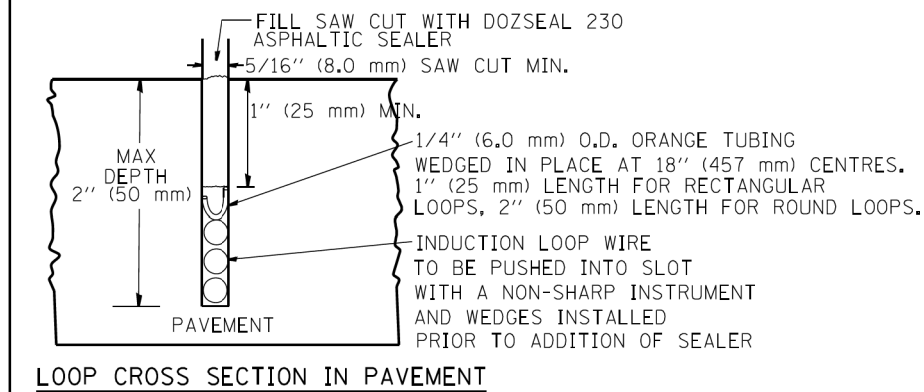 FILL SAW CUT WITH DOZSEAL 230
ASPHALTIC SEALER
5/16'' (8.0 mm) SAW CUT MIN.
1'' (25 mm) MIN.
MAX
DEPTH
2'' (50 mm)
1/4'' (6.0 mm) O.D. ORANGE TUBING
WEDGED IN PLACE AT 18'' (457 mm) CENTRES.
1'' (25 mm) LENGTH FOR RECTANGULAR
LOOPS, 2'' (50 mm) LENGTH FOR ROUND LOOPS.
INDUCTION LOOP WIRE
TO BE PUSHED INTO SLOT
WITH A NON-SHARP INSTRUMENT
AND WEDGES INSTALLED
PRIOR TO ADDITION OF SEALER
PAVEMENT
LOOP CROSS SECTION IN PAVEMENT